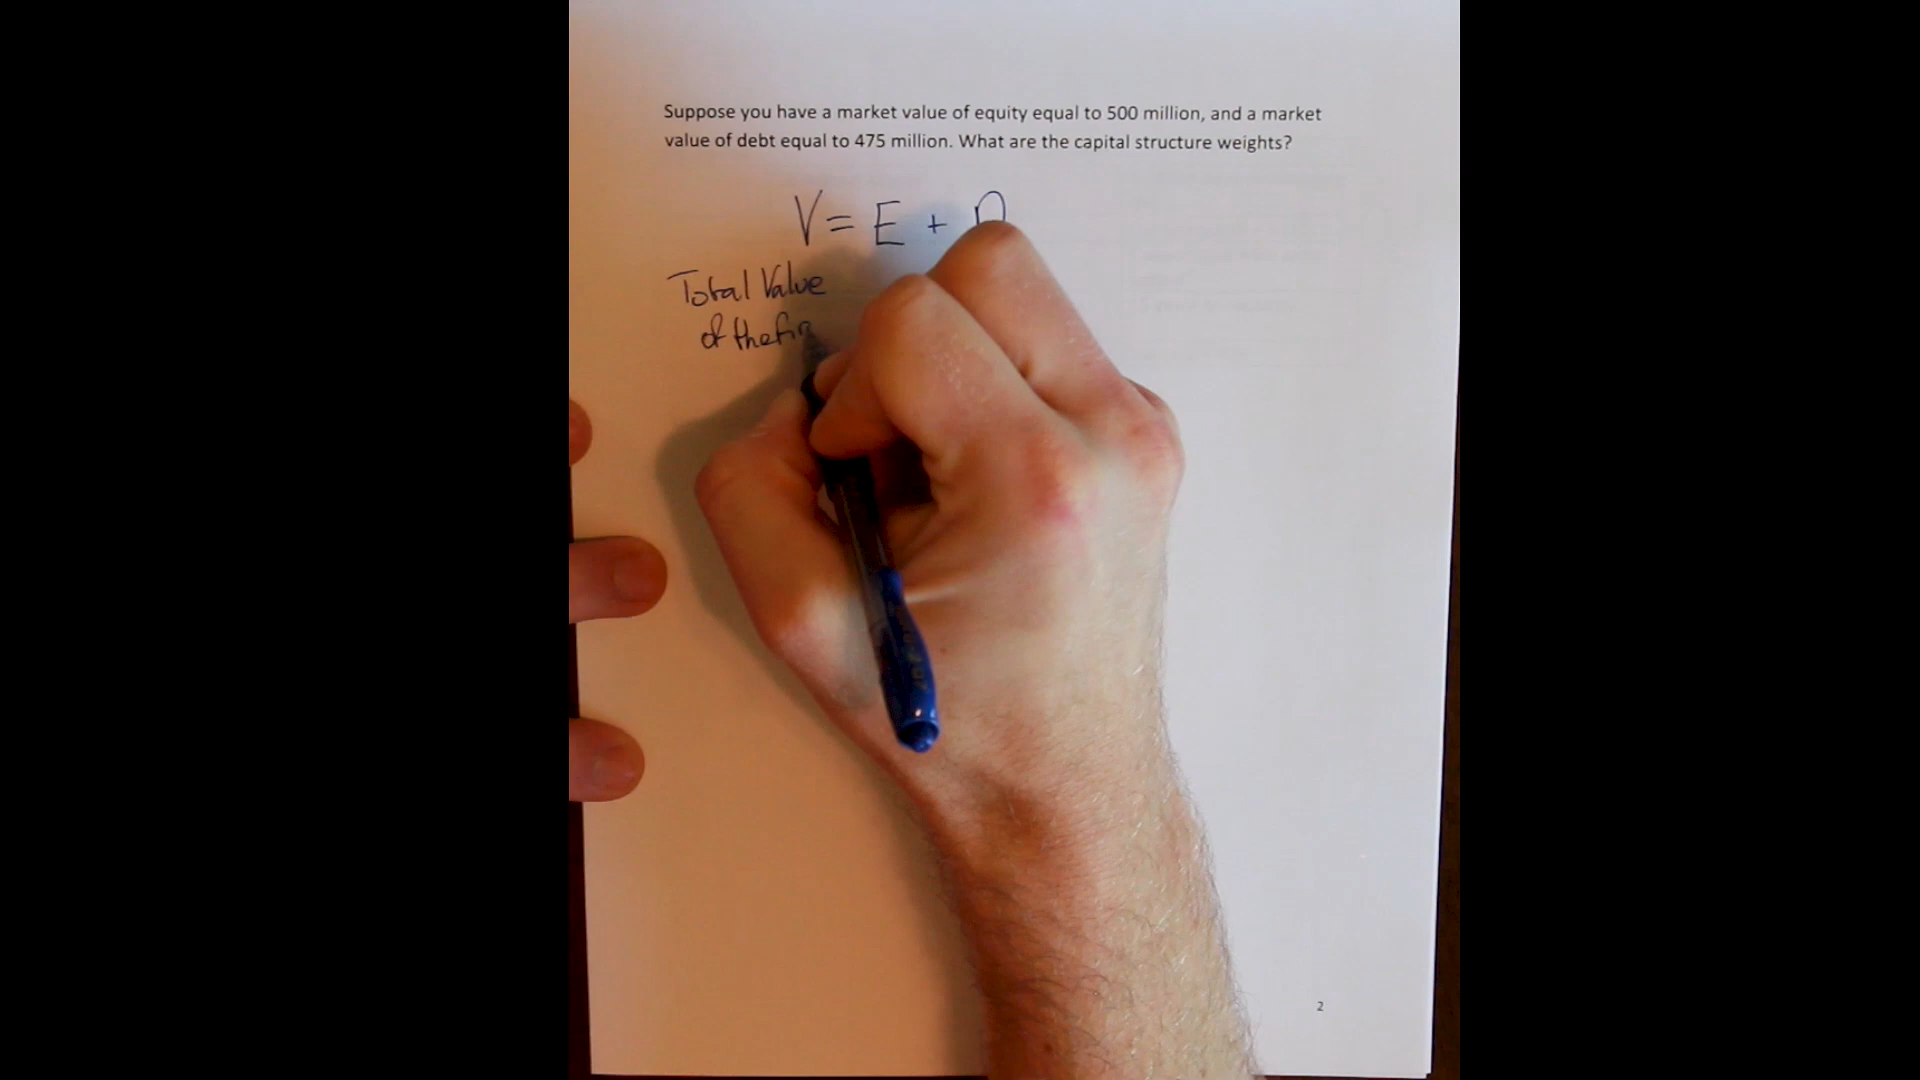 Suppose you have a market value of equity equal to 500 million, and a market
value of debt equal to 475 million. What are the capital structure weights?
V = E + D
Total Value
of the fir
2